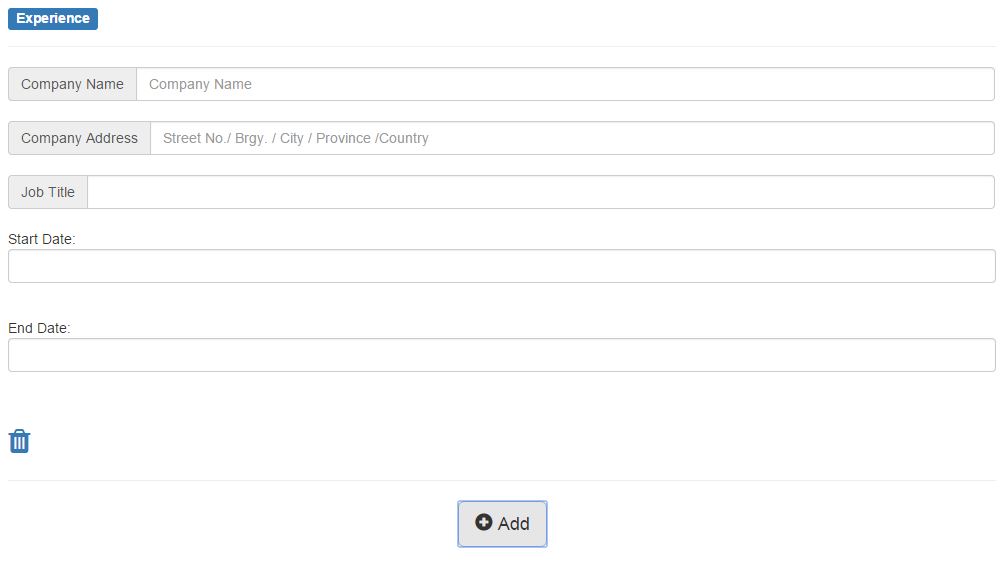 Experience
Company Name Company Name
Company Address Street No./ Brgy. / City / Province /Country
Job Title
Start Date:
End Date:
Add